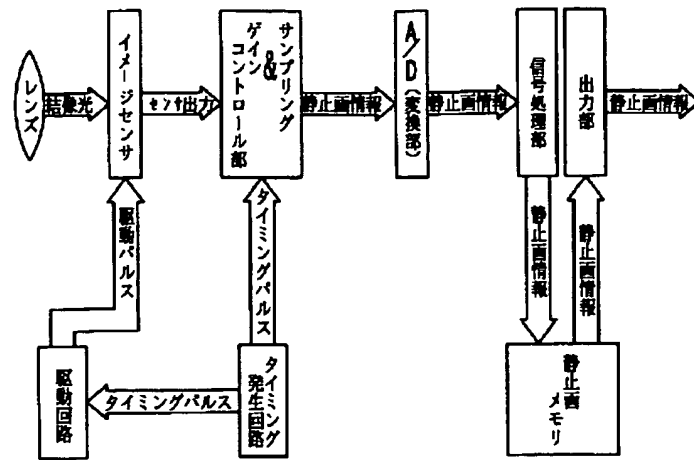 レンズ
結像光
イメージセンサ
センサ出力
サンプリング
&
ゲイン
コントロール部
静止画情報
A/D(変換部)
静止画情報
信号処理部
出力部
静止画情報
駆動パルス
タイミングパルス
静止画情報
静止画情報
駆動回路
タイミングパルス
タイミング
発生回路
静止画
メモリ